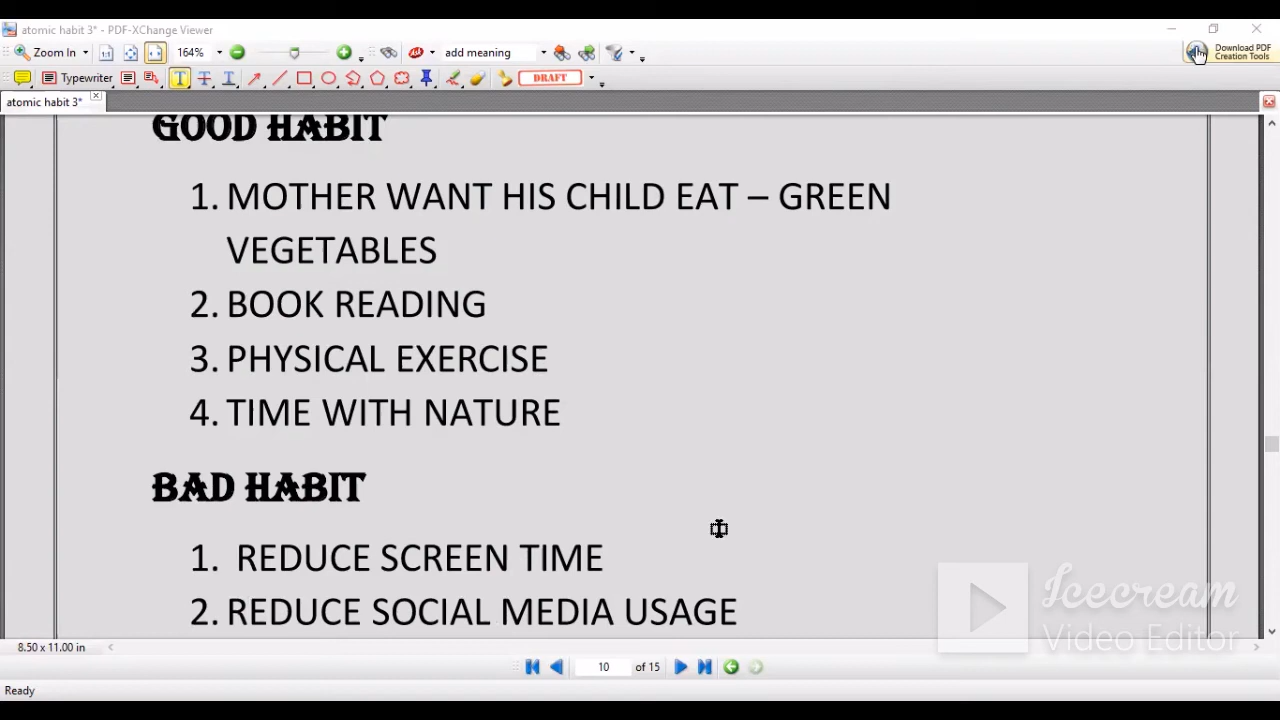 atomic habit 3* - PDF-XChange Viewer
Zoom In 164% add meaning Download PDF
Creation Tools
Typewriter DRAFT
atomic habit 3*
GOOD HABIT
1. MOTHER WANT HIS CHILD EAT – GREEN
VEGETABLES
2. BOOK READING
3. PHYSICAL EXERCISE
4. TIME WITH NATURE
BAD HABIT
1. REDUCE SCREEN TIME
2. REDUCE SOCIAL MEDIA USAGE
Icecream
Video Editor
8.50 x 11.00 in
10 of 15
Ready